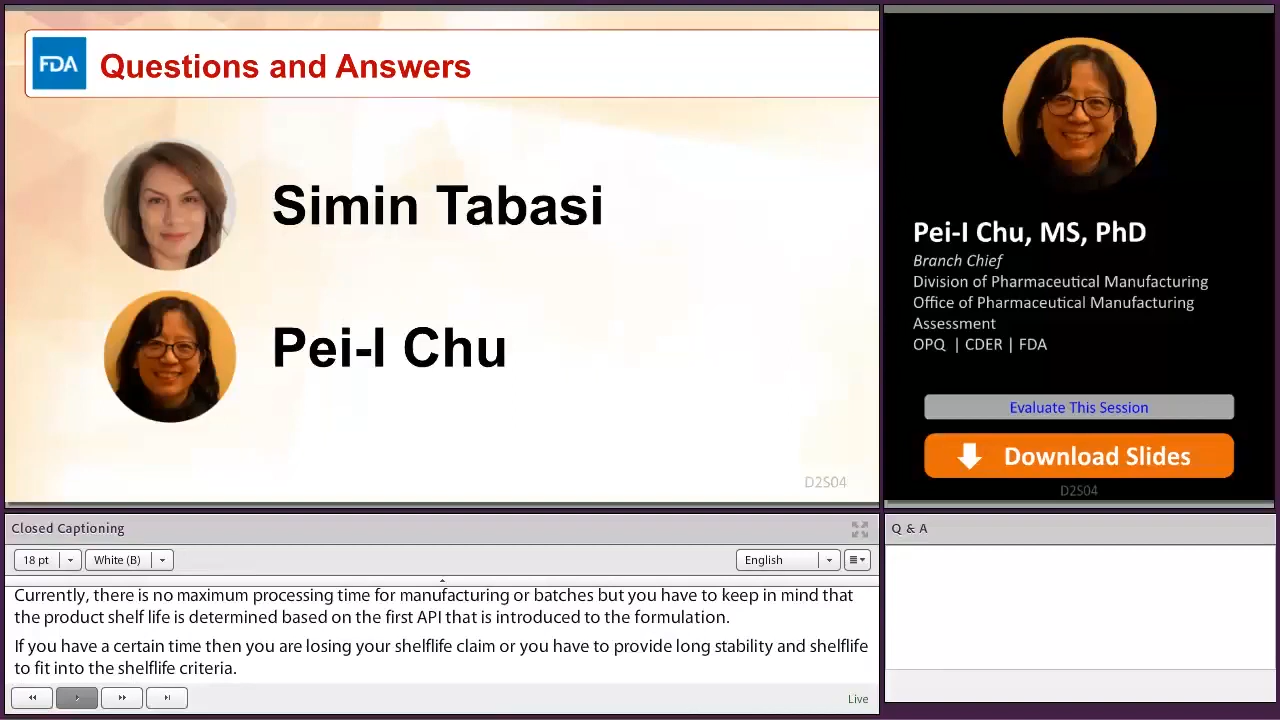 FDA
Questions and Answers
Simin Tabasi
Pei-I Chu
D2S04
Pei-I Chu, MS, PhD
Branch Chief
Division of Pharmaceutical Manufacturing
Office of Pharmaceutical Manufacturing
Assessment
OPQ | CDER | FDA
Evaluate This Session
Download Slides
D2S04
Closed Captioning
18 pt
White (B)
English
Currently, there is no maximum processing time for manufacturing or batches but you have to keep in mind that
the product shelf life is determined based on the first API that is introduced to the formulation.
If you have a certain time then you are losing your shelflife claim or you have to provide long stability and shelflife
to fit into the shelflife criteria.
Live
Q & A